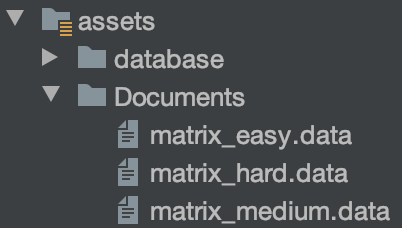 assets
database
Documents
matrix_easy.data
matrix_hard.data
matrix_medium.data